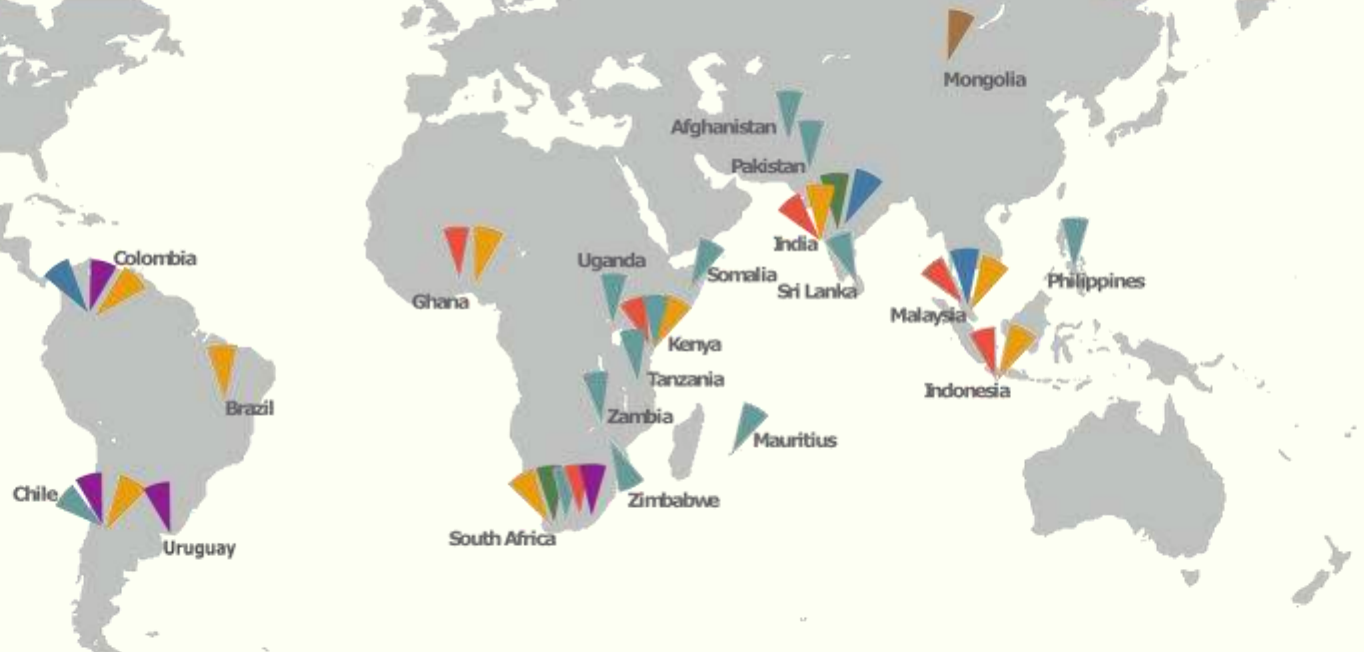 Mongolia
Afghanistan
Pakistan
India
Colombia
Uganda
Somalia
Sri Lanka
Philippines
Ghana
Malaysia
Kenya
Tanzania
Indonesia
Brazil
Zambia
Mauritius
Chile
Zimbabwe
South Africa
Uruguay